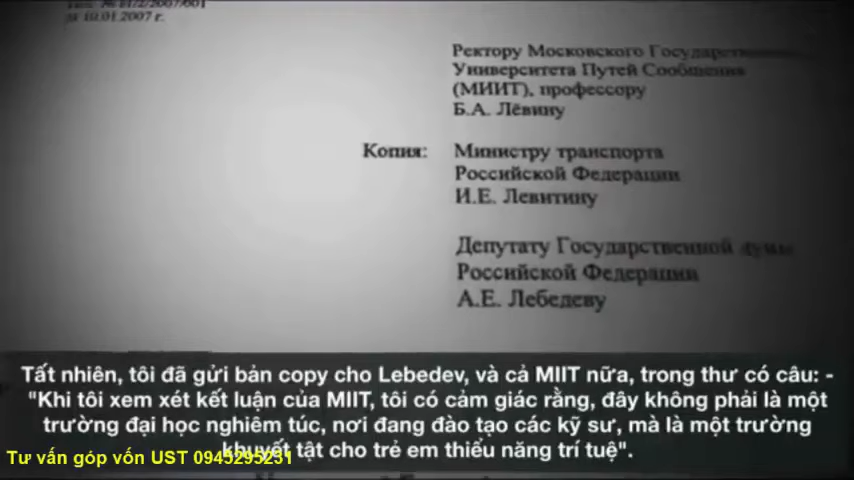 от 10.01.2007 г.
Ректору Московского Государственного
Университета Путей Сообщения
(МИИТ), профессору
Б.А. Лёвину
Копия:
Министру транспорта
Российской Федерации
И.Е. Левитину
Депутату Государственной думы
Российской Федерации
А.Е. Лебедеву
Tất nhiên, tôi đã gửi bản copy cho Lebedev, và cả MIIT nữa, trong thư có câu: -
"Khi tôi xem xét kết luận của MIIT, tôi có cảm giác rằng, đây không phải là một
trường đại học nghiêm túc, nơi đang đào tạo các kỹ sư, mà là một trường
khuyết tật cho trẻ em thiểu năng trí tuệ".
Tư vấn góp vốn UST 0945295231